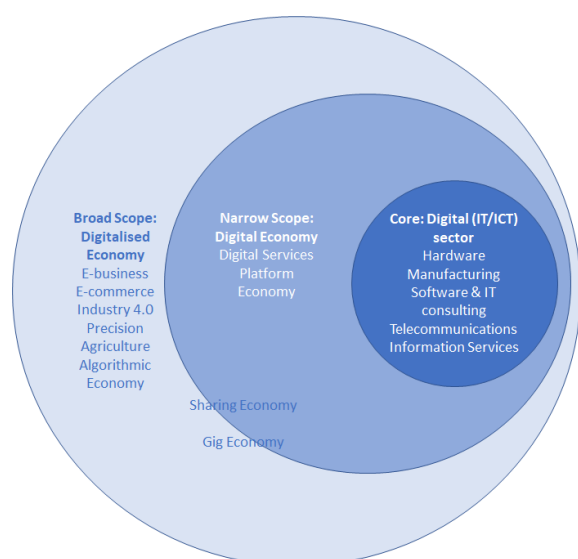 Broad Scope:
Digitalised
Economy
E-business
E-commerce
Industry 4.0
Precision
Agriculture
Algorithmic
Economy
Narrow Scope:
Digital Economy
Digital Services
Platform
Economy
Core: Digital (IT/ICT)
sector
Hardware
Manufacturing
Software & IT
consulting
Telecommunications
Information Services
Sharing Economy
Gig Economy